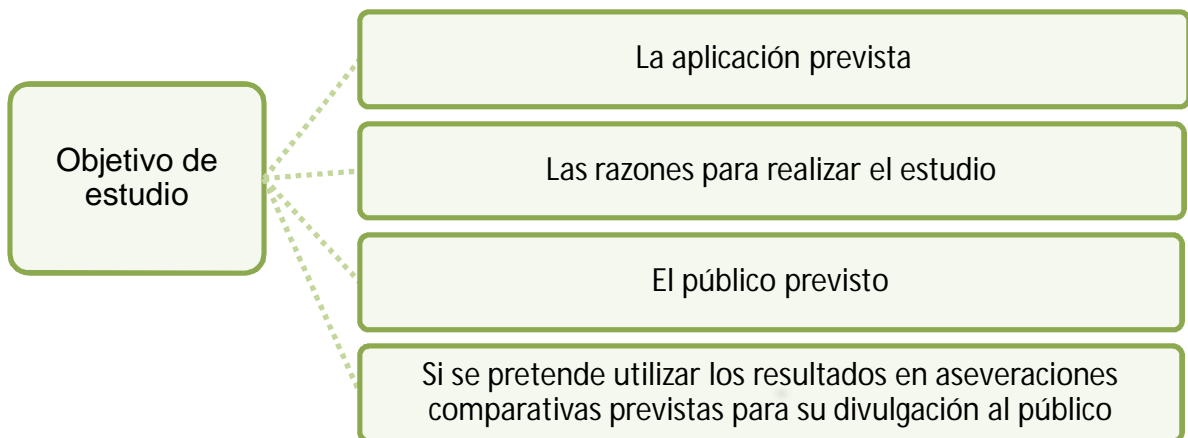 Objetivo de
estudio
La aplicación prevista
Las razones para realizar el estudio
El público previsto
Si se pretende utilizar los resultados en aseveraciones
comparativas previstas para su divulgación al público